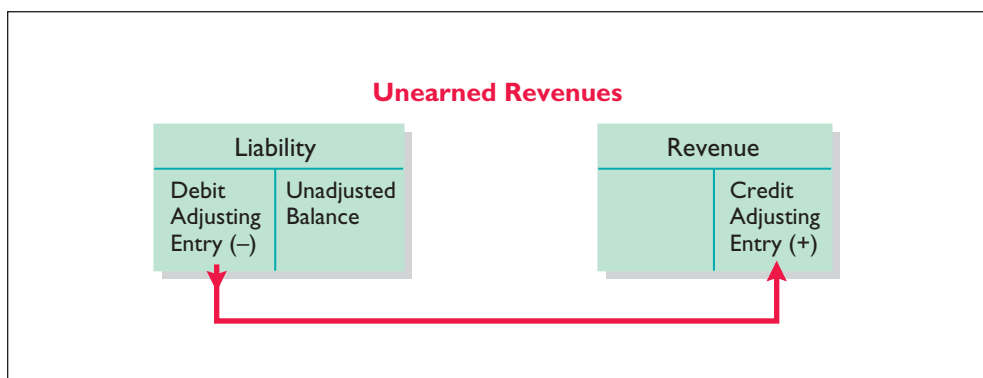 Unearned Revenues
Liability
Debit
Adjusting
Entry (–)
Unadjusted
Balance
Revenue
Credit
Adjusting
Entry (+)